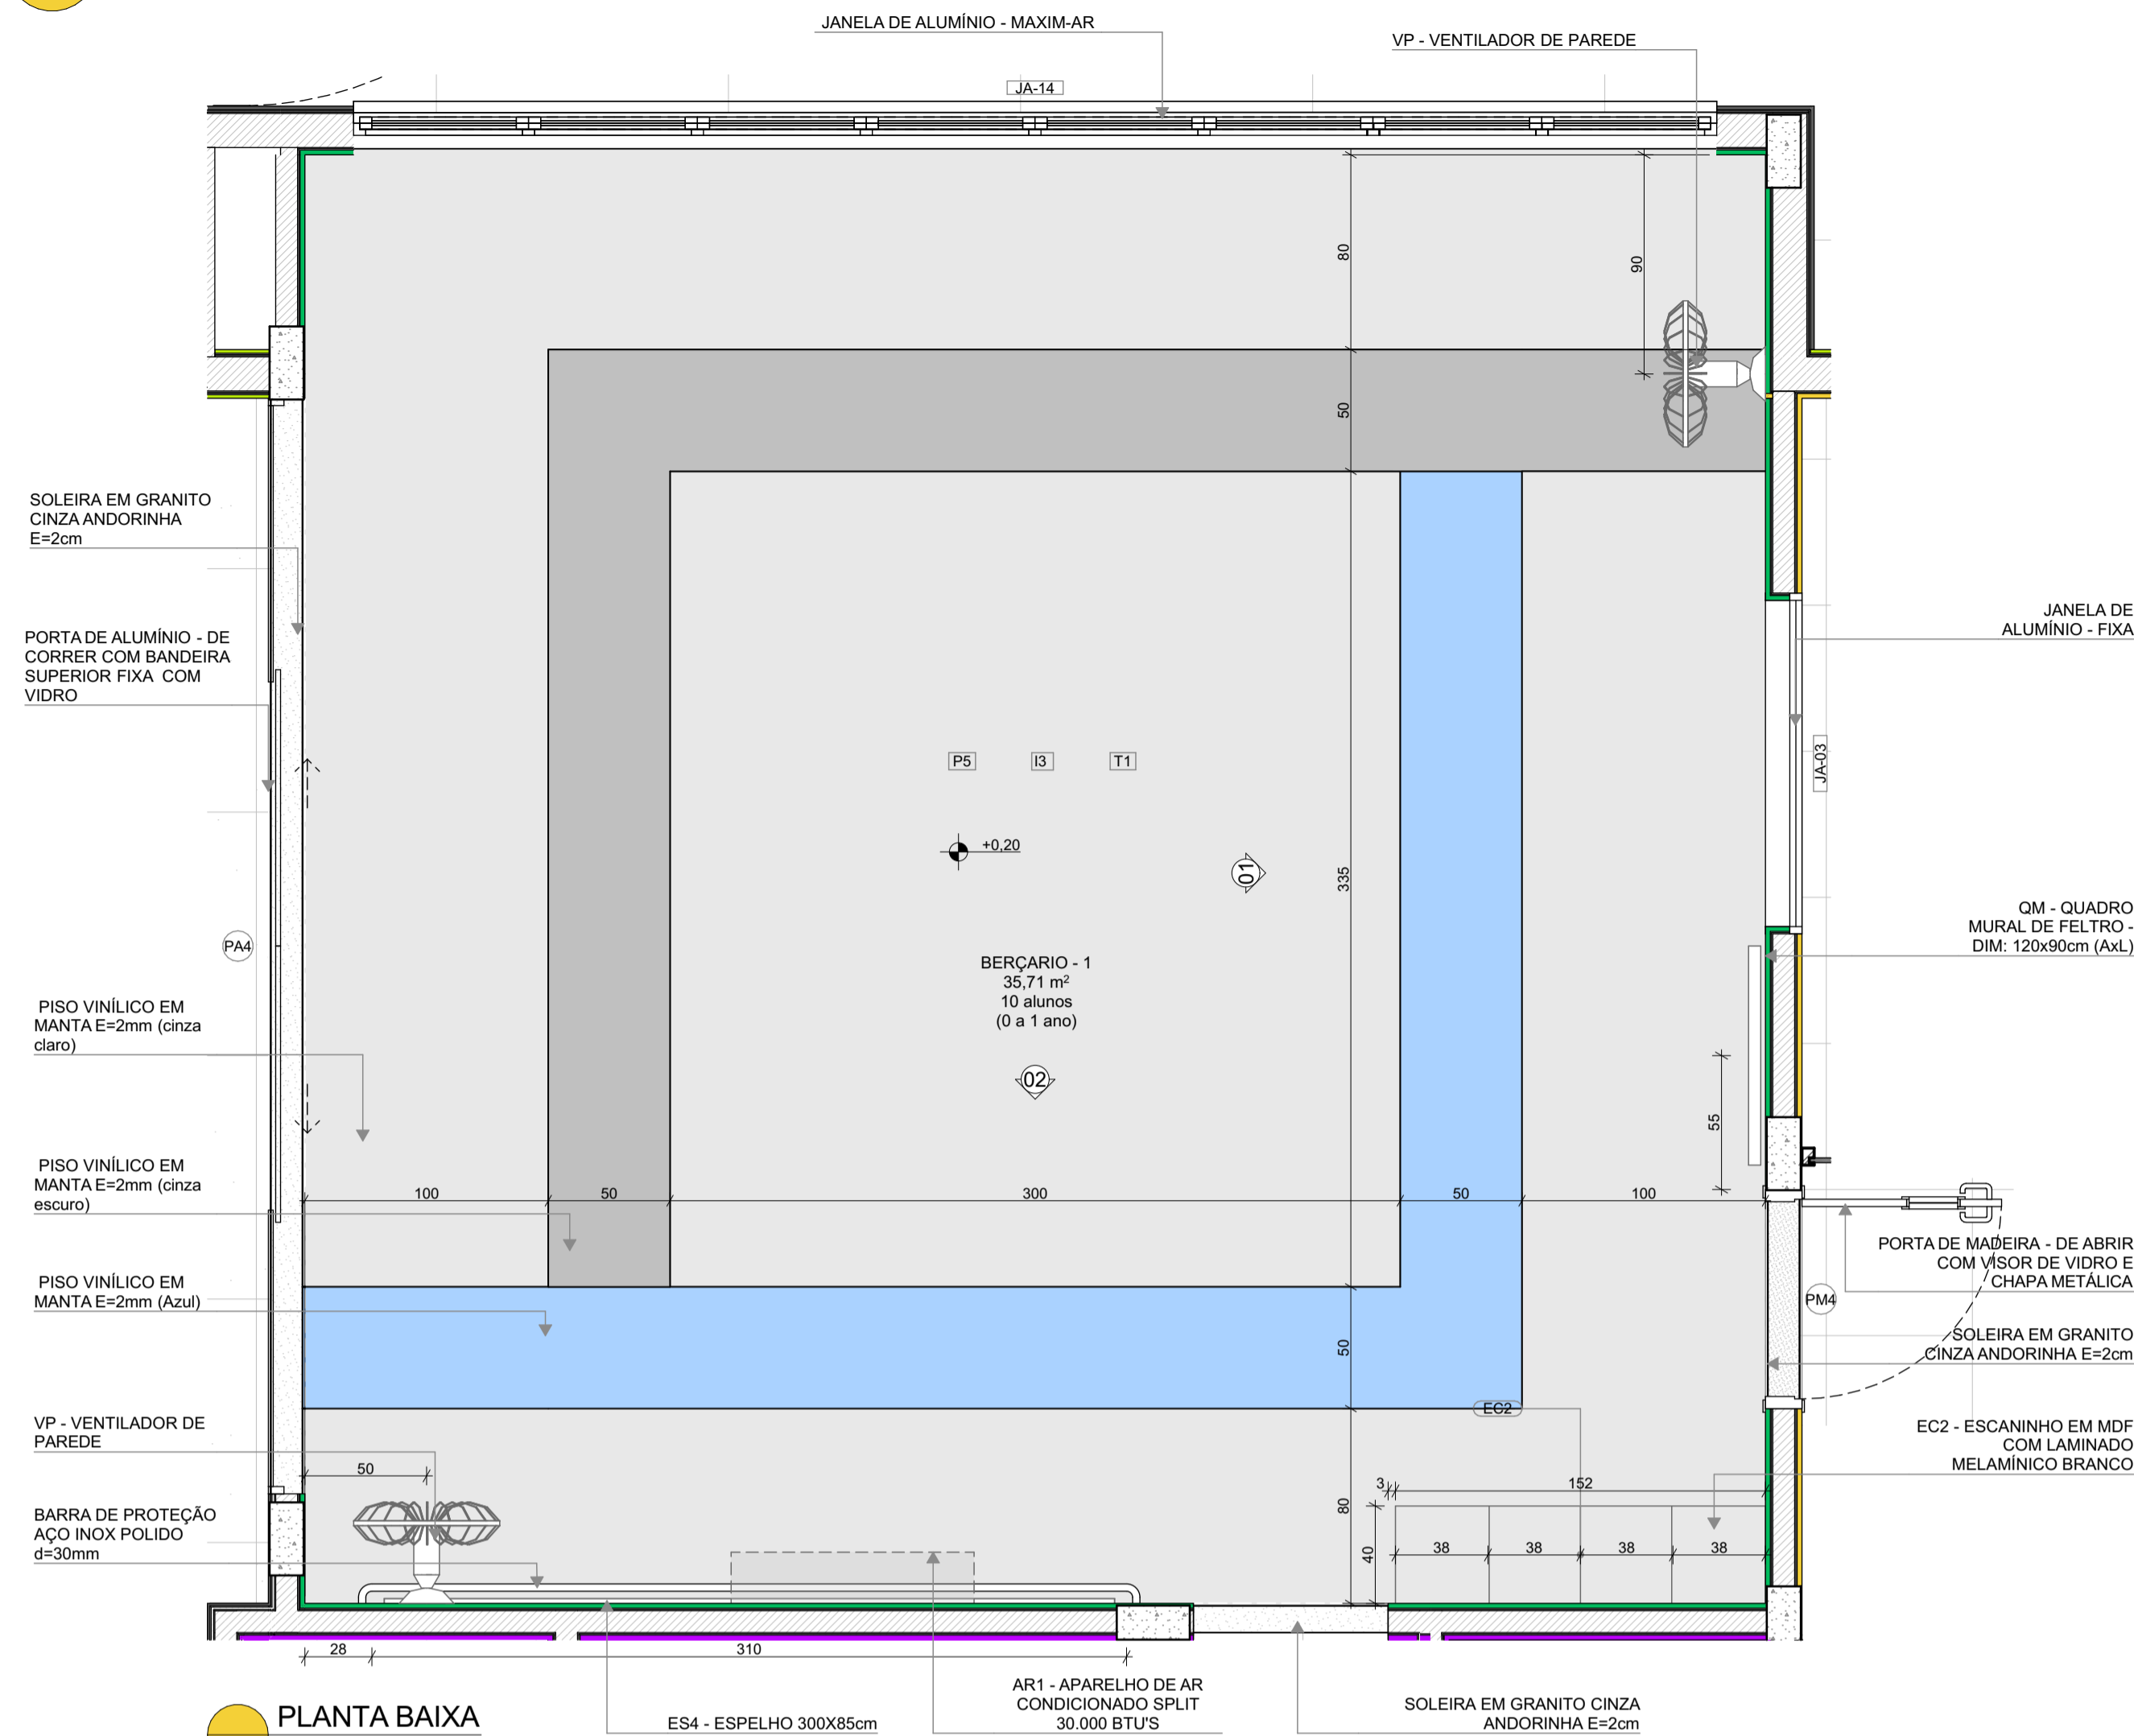 JANELA DE ALUMÍNIO - MAXIM-AR
VP - VENTILADOR DE PAREDE
JA-14
80
90
50
SOLEIRA EM GRANITO
CINZA ANDORINHA
E=2cm
PORTA DE ALUMÍNIO - DE
CORRER COM BANDEIRA
SUPERIOR FIXA COM
VIDRO
JANELA DE
ALUMÍNIO - FIXA
JA-03
P5
I3
T1
+0,20
01
335
PA4
QM - QUADRO
MURAL DE FELTRO -
DIM: 120x90cm (AxL)
BERÇARIO - 1
35,71 m²
10 alunos
(0 a 1 ano)
02
PISO VINÍLICO EM
MANTA E=2mm (cinza
claro)
55
PISO VINÍLICO EM
MANTA E=2mm (cinza
escuro)
100
50
300
50
100
PORTA DE MADEIRA - DE ABRIR
COM VISOR DE VIDRO E
CHAPA METÁLICA
PM4
PISO VINÍLICO EM
MANTA E=2mm (Azul)
50
SOLEIRA EM GRANITO
CINZA ANDORINHA E=2cm
EC2
VP - VENTILADOR DE
PAREDE
EC2 - ESCANINHO EM MDF
COM LAMINADO
MELAMÍNICO BRANCO
50
3
152
80
40
38
38
38
38
BARRA DE PROTEÇÃO
AÇO INOX POLIDO
d=30mm
28
310
PLANTA BAIXA
ES4 - ESPELHO 300X85cm
AR1 - APARELHO DE AR
CONDICIONADO SPLIT
30.000 BTU'S
SOLEIRA EM GRANITO CINZA
ANDORINHA E=2cm